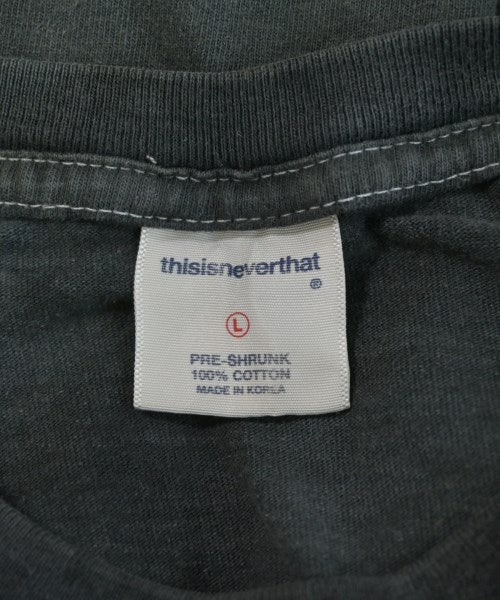 thisisneverthat
®
L
PRE-SHRUNK
100% COTTON
MADE IN KOREA